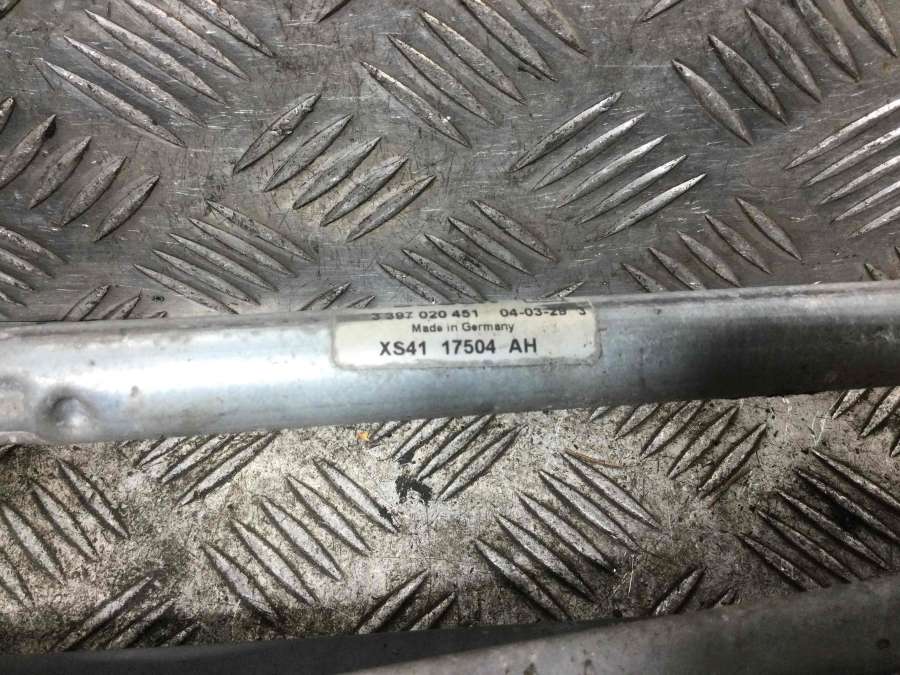 3 397 020 451 04-03-29 3
Made in Germany
XS41 17504 AH